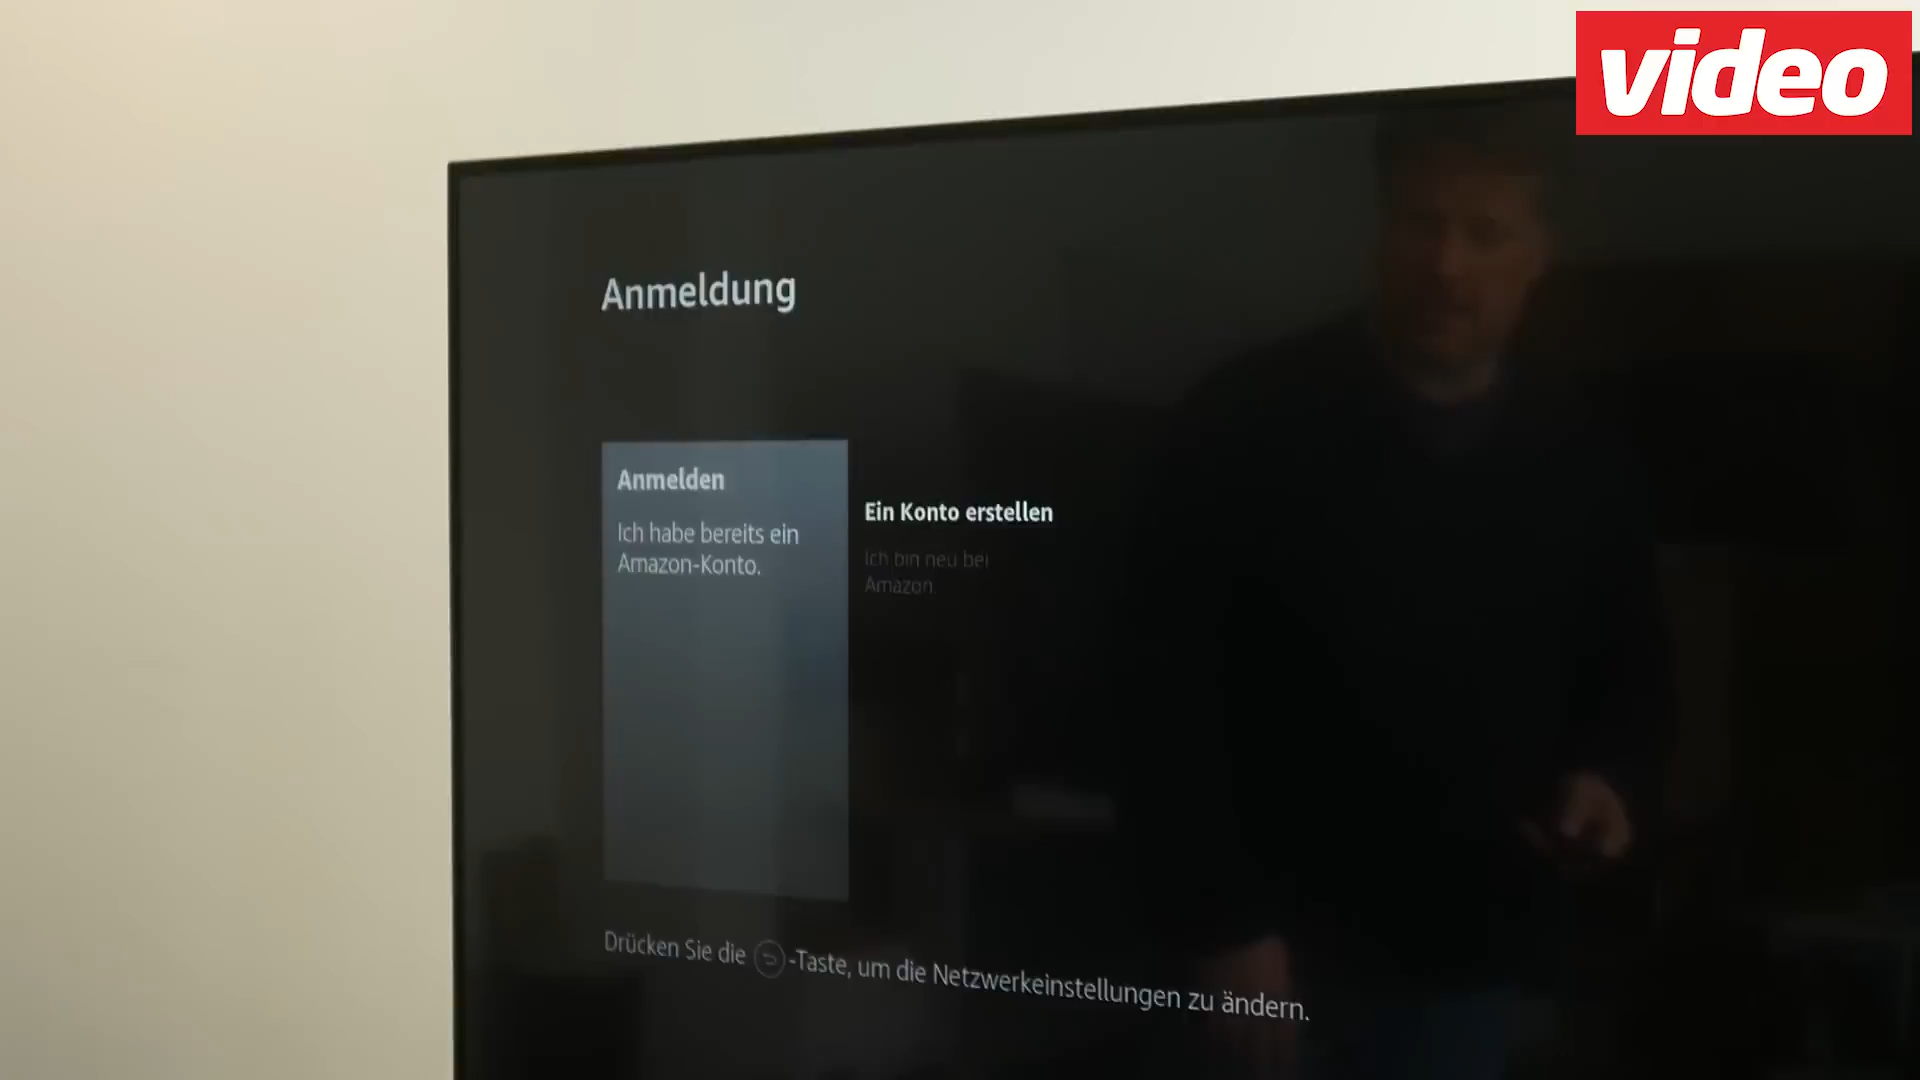 video
Anmeldung
Anmelden
Ich habe bereits ein
Amazon-Konto.
Ein Konto erstellen
Ich bin neu bei
Amazon.
Drücken Sie die -Taste, um die Netzwerkeinstellungen zu ändern.